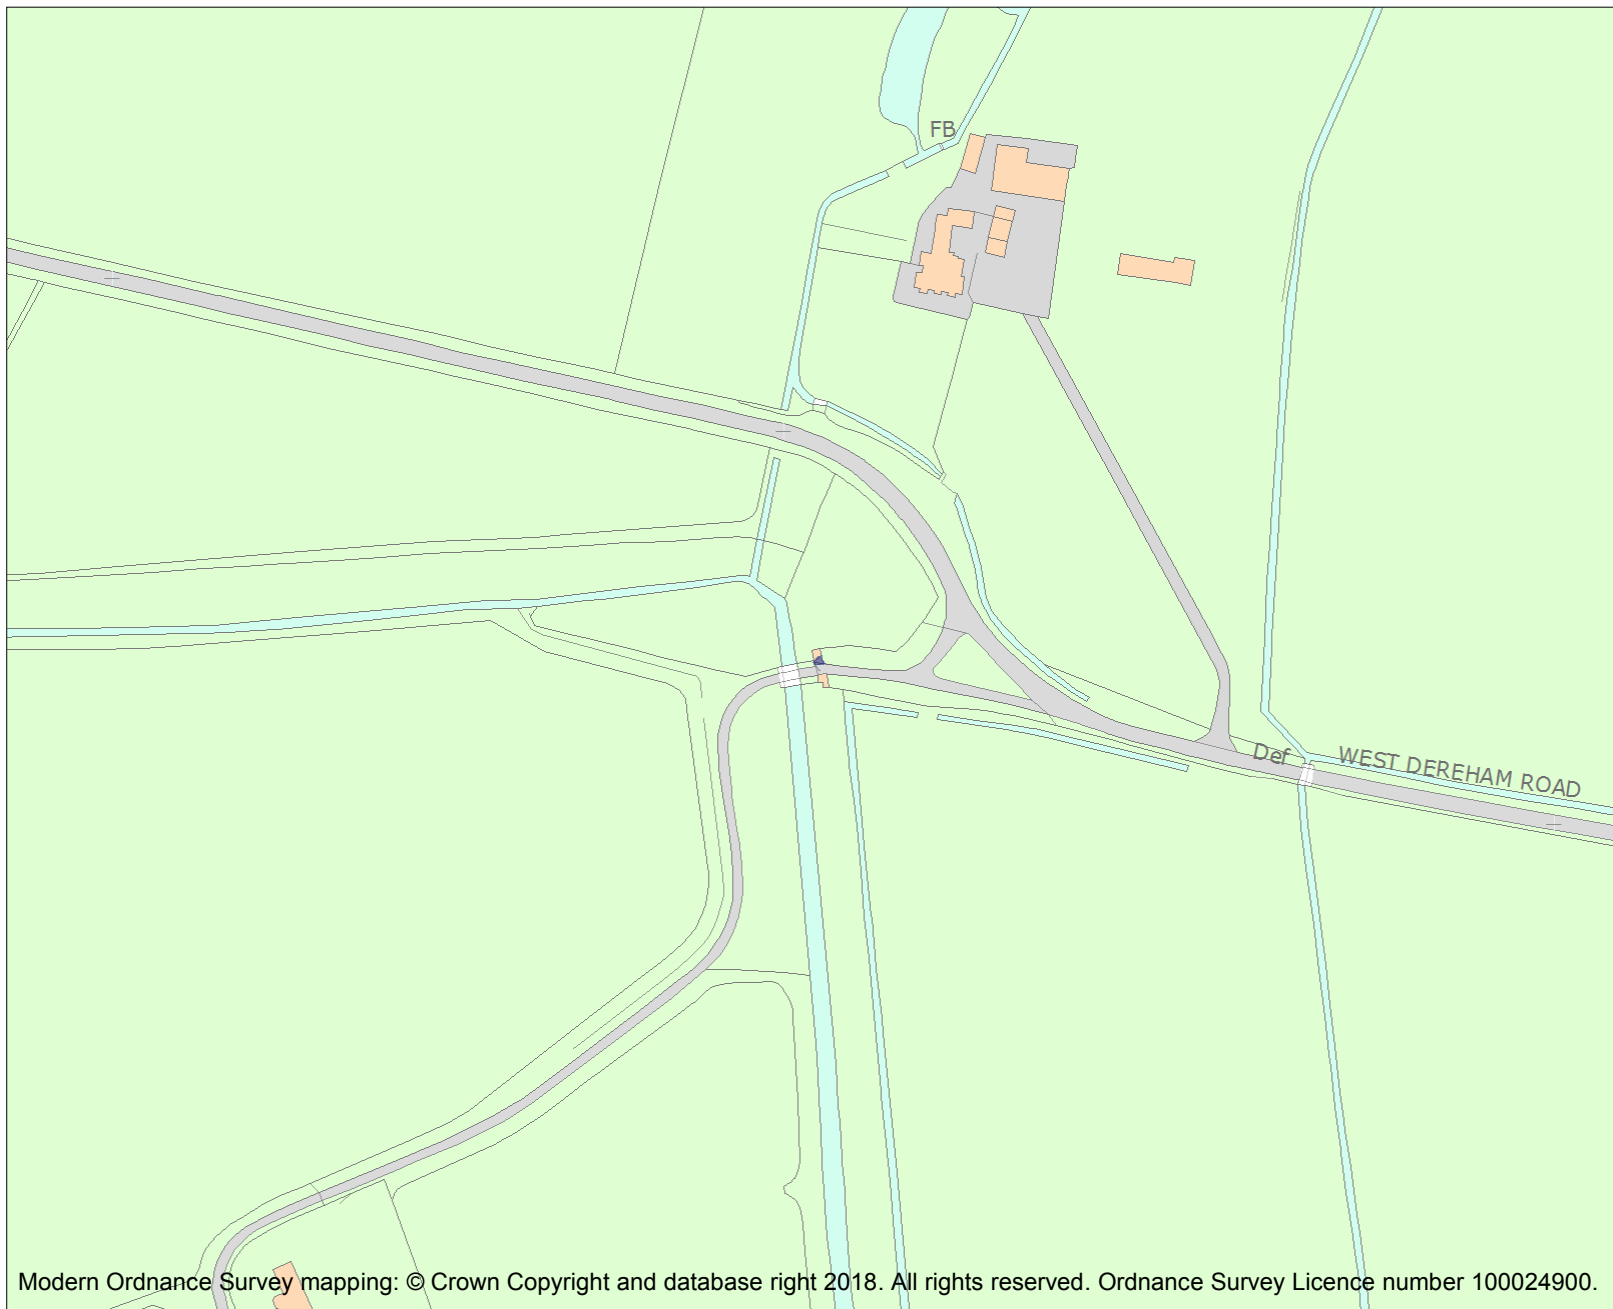 FB
Def
WEST DEREHAM ROAD
Modern Ordnance Survey mapping: © Crown Copyright and database right 2018. All rights reserved. Ordnance Survey Licence number 100024900.